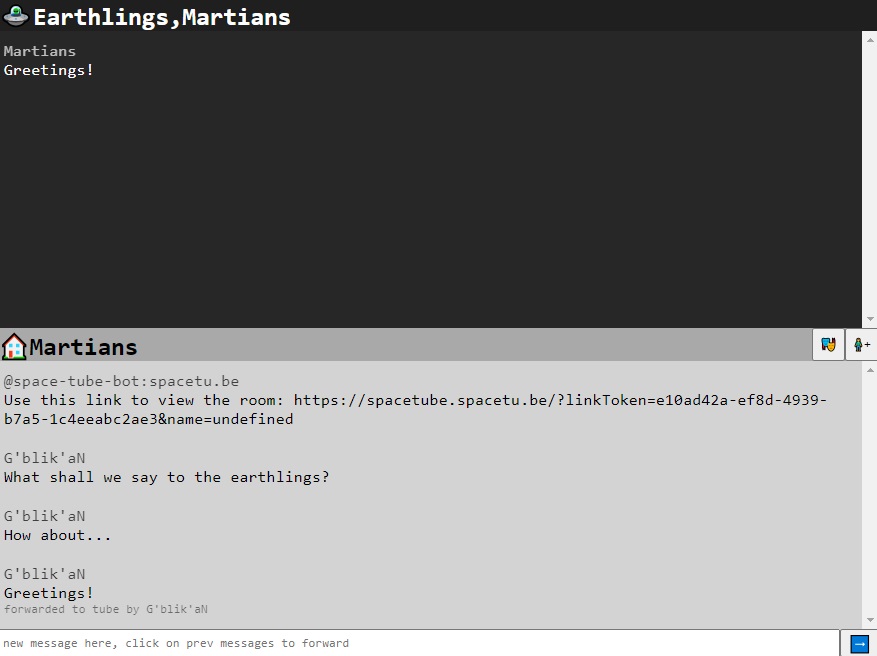 Earthlings,Martians
Martians
Greetings!
Martians
+
@space-tube-bot:spacetu.be
Use this link to view the room: https://spacetube.spacetu.be/?linkToken=e10ad42a-ef8d-4939-
b7a5-1c4eeabc2ae3&name=undefined
G'blik'aN
What shall we say to the earthlings?
G'blik'aN
How about...
G'blik'aN
Greetings!
forwarded to tube by G'blik'aN
new message here, click on prev messages to forward